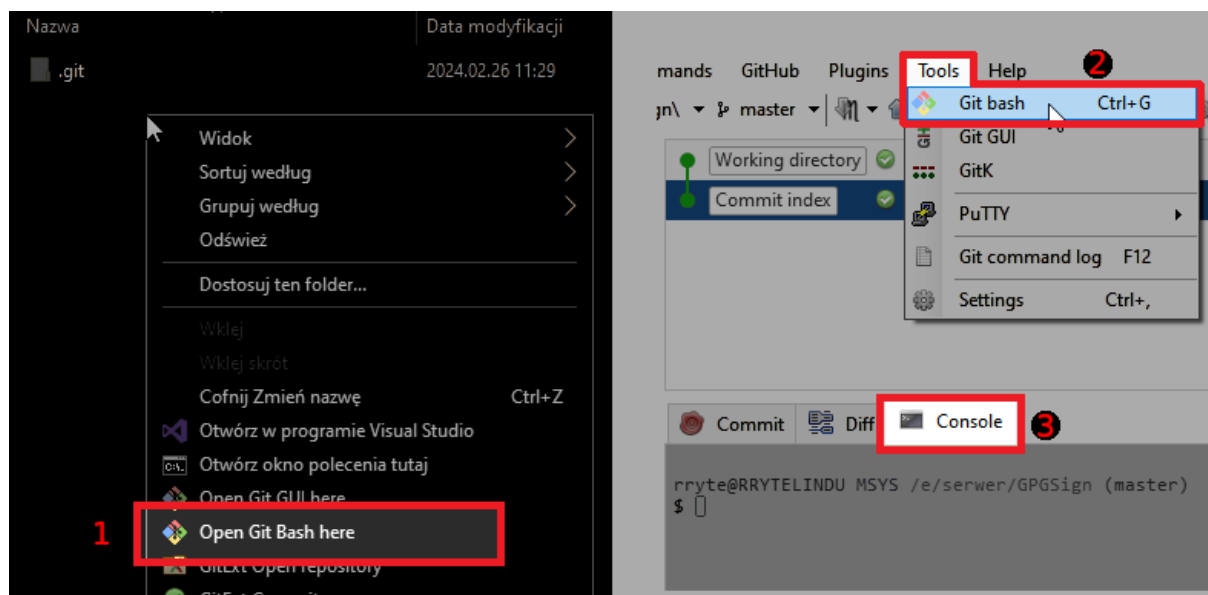 Nazwa
Data modyfikacji
.git
2024.02.26 11:29
Widok
Sortuj według
Grupuj według
Odśwież
Dostosuj ten folder...
Wklej
Wklej skrót
Cofnij Zmień nazwę
Ctrl+Z
Otwórz w programie Visual Studio
Otwórz okno polecenia tutaj
Open Git GUI here
1
Open Git Bash here
GitExt Open repository
mands GitHub Plugins Tools Help
2
master
Git bash Ctrl+G
Git GUI
GitK
PuTTY
Git command log F12
Settings Ctrl+,
Working directory
Commit index
Commit
Diff
Console
3
rryte@RRYTELINDU MSYS /e/serwer/GPGSign (master)
$